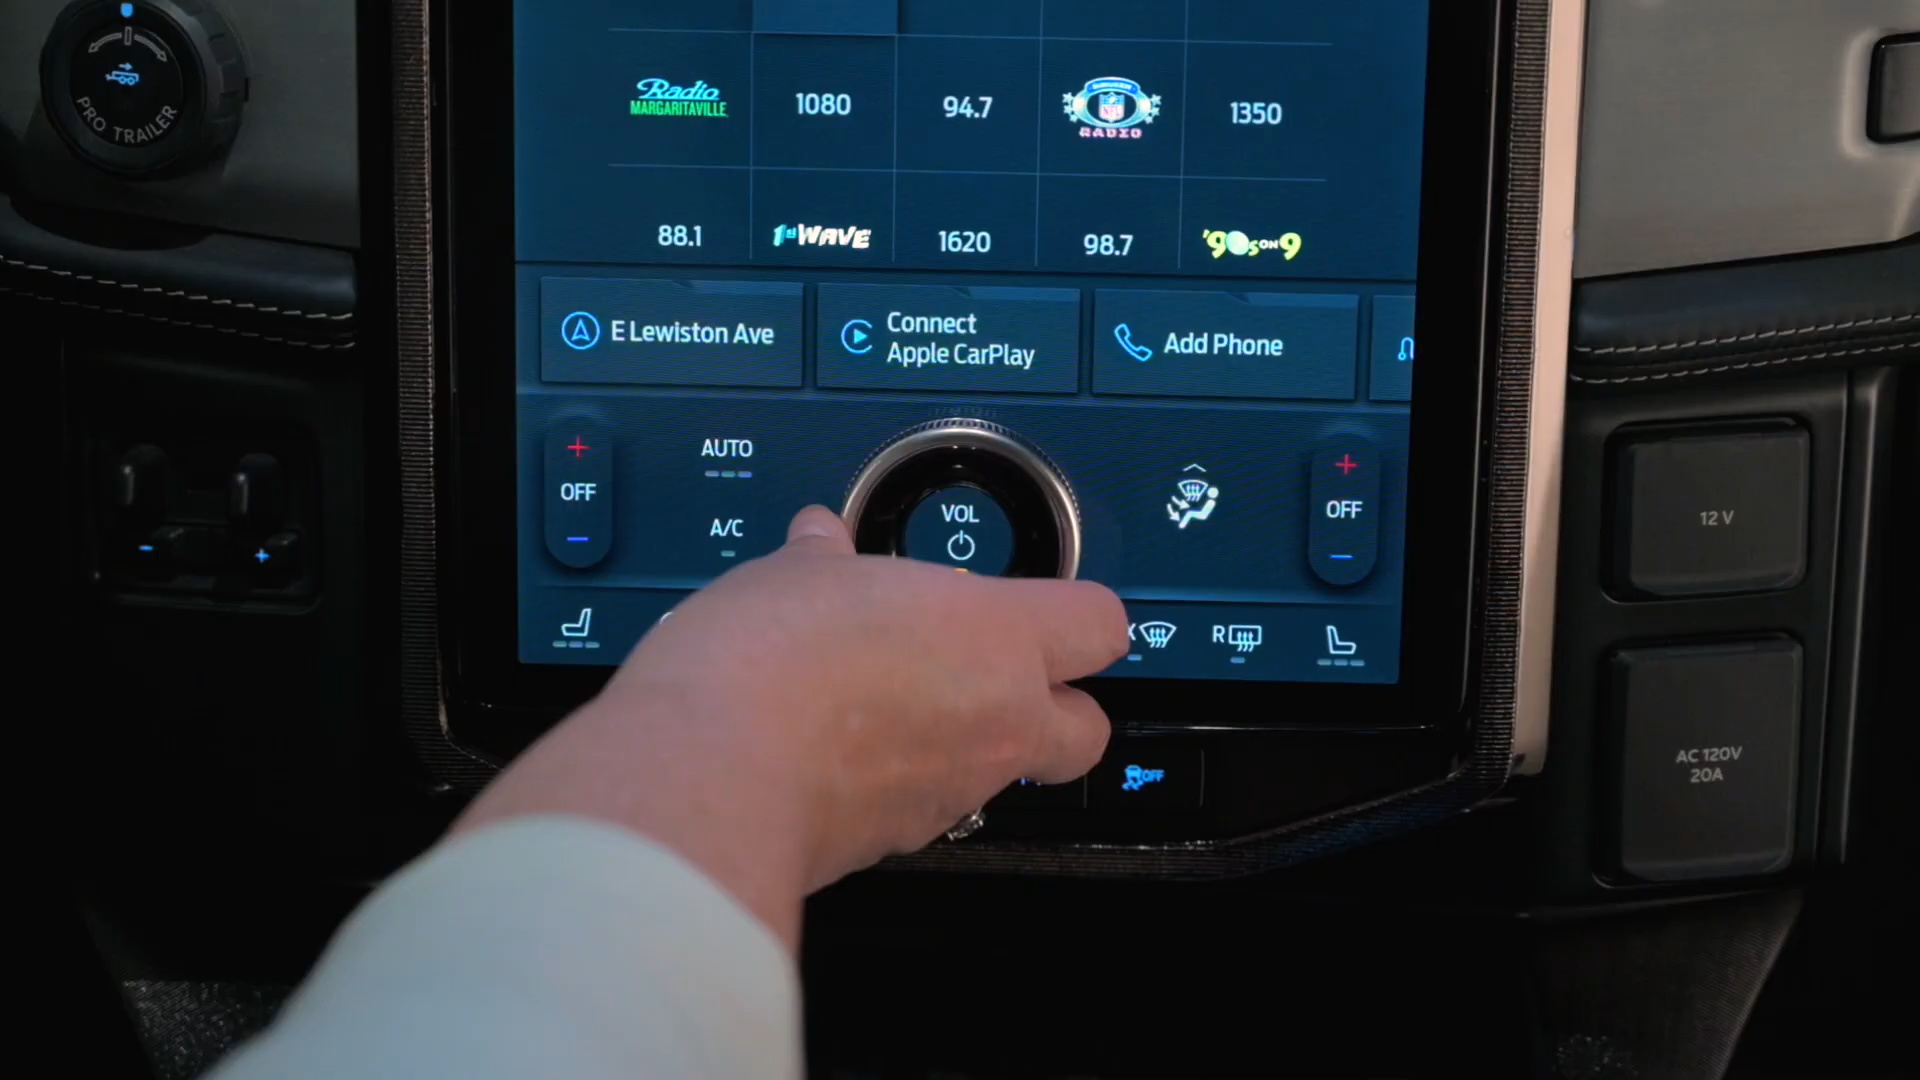 PRO TRAILER
Radio
MARGARITAVILLE
1080
94.7
NFL
RADIO
1350
88.1
1st WAVE
1620
98.7
'90s ON 9
E Lewiston Ave
Connect
Apple CarPlay
Add Phone
+
OFF
−
AUTO
A/C
VOL
+
OFF
−
R
OFF
- +
12 V
AC 120V
20A